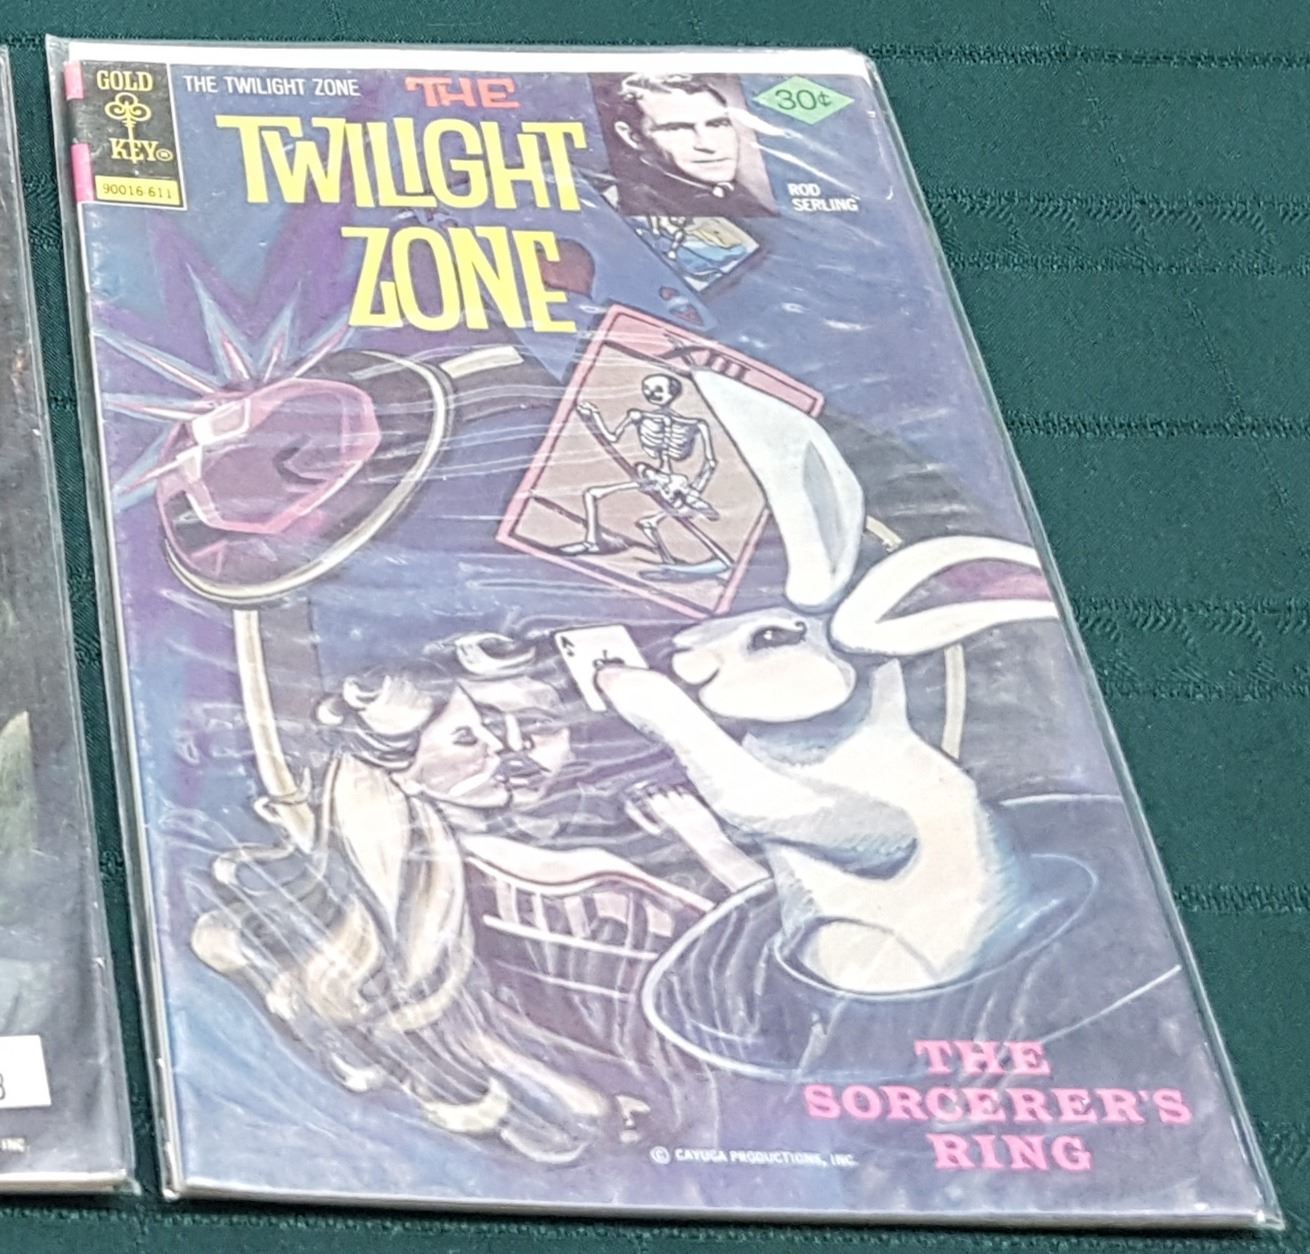 GOLD
KEY®
90016-611
THE TWILIGHT ZONE
THE
TWILIGHT
ZONE
30¢
ROD
SERLING
XIII
A
THE
SORCERER'S
RING
© CAYUGA PRODUCTIONS, INC.
INC.